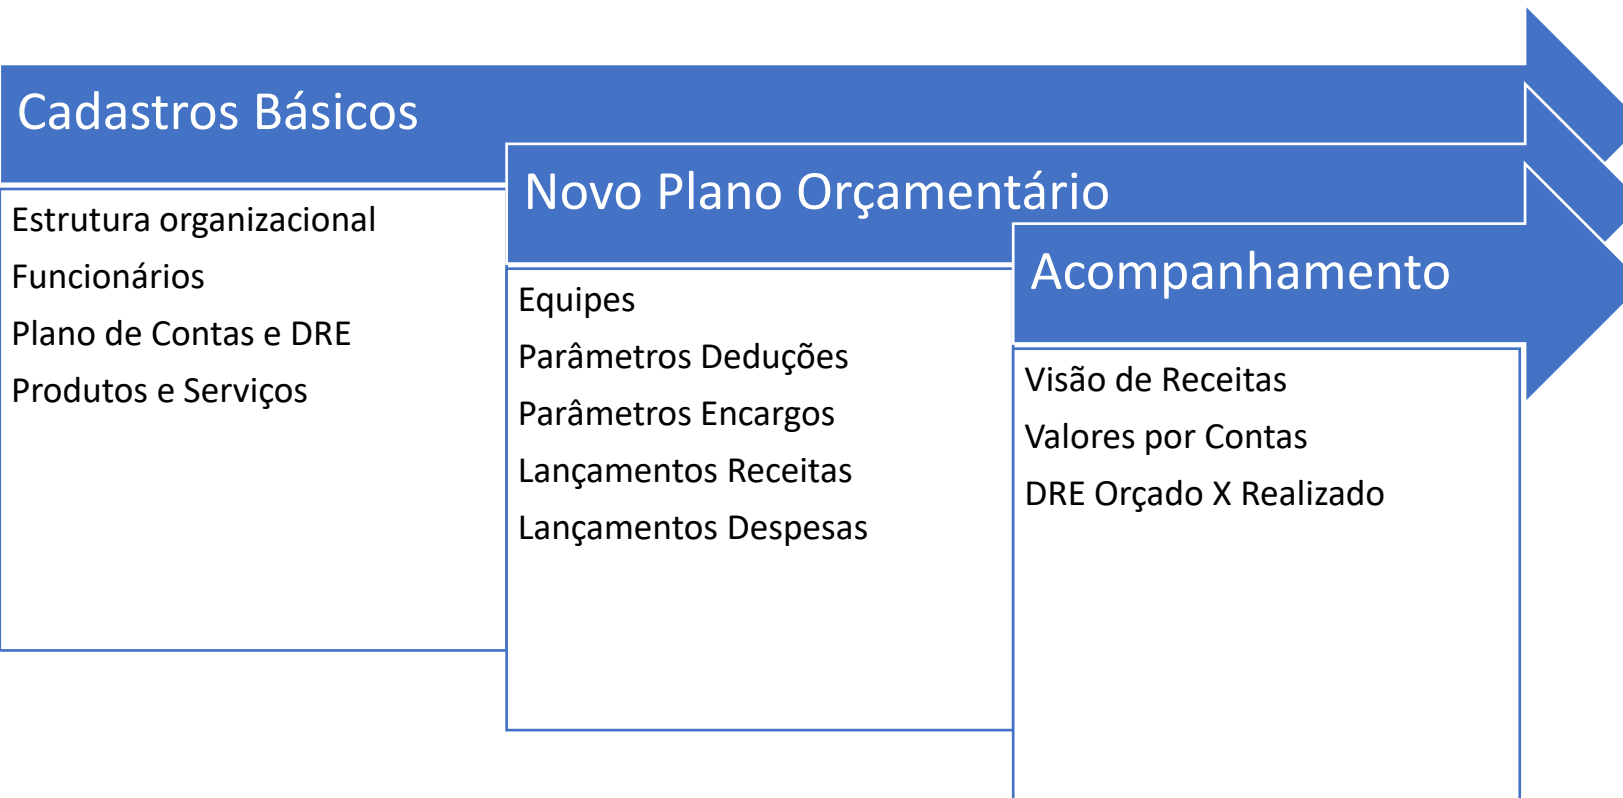 Cadastros Básicos
Estrutura organizacional
Funcionários
Plano de Contas e DRE
Produtos e Serviços
Novo Plano Orçamentário
Equipes
Parâmetros Deduções
Parâmetros Encargos
Lançamentos Receitas
Lançamentos Despesas
Acompanhamento
Visão de Receitas
Valores por Contas
DRE Orçado X Realizado